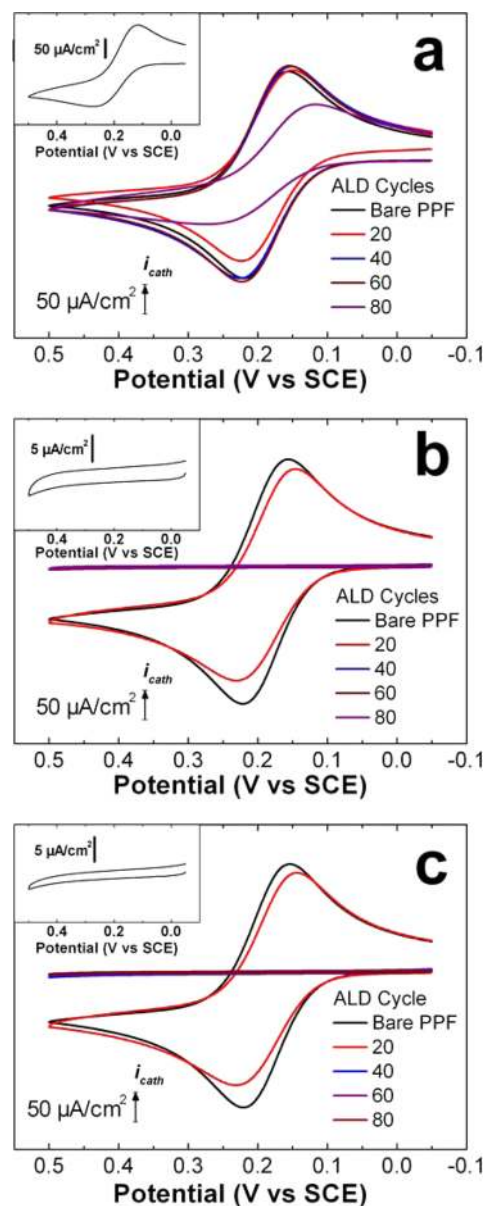 a
50 µA/cm²
0.4 0.2 0.0
Potential (V vs SCE)
ALD Cycles
Bare PPF
20
40
60
80
i_cath
50 µA/cm²
0.5 0.4 0.3 0.2 0.1 0.0 -0.1
Potential (V vs SCE)
b
5 µA/cm²
0.4 0.2 0.0
Potential (V vs SCE)
ALD Cycles
Bare PPF
20
40
60
80
i_cath
50 µA/cm²
0.5 0.4 0.3 0.2 0.1 0.0 -0.1
Potential (V vs SCE)
c
5 µA/cm²
0.4 0.2 0.0
Potential (V vs SCE)
ALD Cycle
Bare PPF
20
40
60
80
i_cath
50 µA/cm²
0.5 0.4 0.3 0.2 0.1 0.0 -0.1
Potential (V vs SCE)